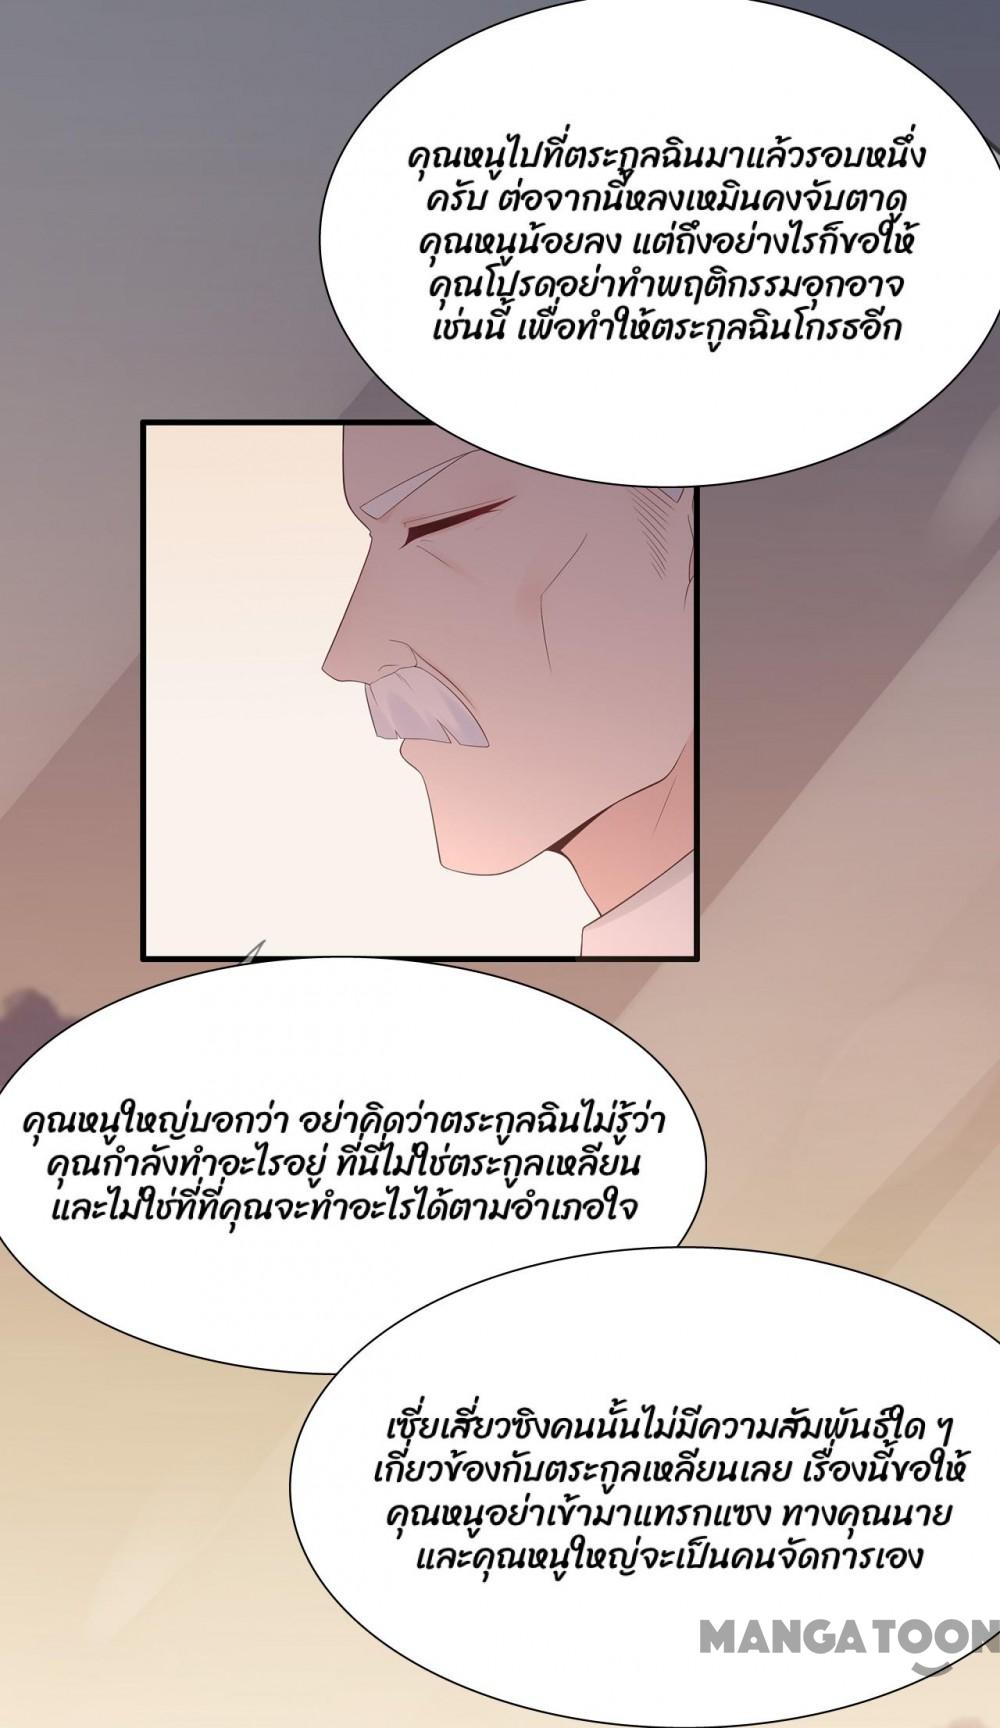 คุณหนูไปที่ตระกูลฉินมาแล้วรอบหนึ่ง
ครับ ต่อจากนี้หลงเหมินคงจับตาดู
คุณหนูน้อยลง แต่ถึงอย่างไรก็ขอให้
คุณโปรดอย่าทำพฤติกรรมอุกอาจ
เช่นนี้ เพื่อทำให้ตระกูลฉินโกรธอีก
คุณหนูใหญ่บอกว่า อย่าคิดว่าตระกูลฉินไม่รู้ว่า
คุณกำลังทำอะไรอยู่ ที่นี่ไม่ใช่ตระกูลเหลียน
และไม่ใช่ที่ที่คุณจะทำอะไรได้ตามอำเภอใจ
เซี่ยเสี่ยวซิงคนนั้นไม่มีความสัมพันธ์ใด ๆ
เกี่ยวข้องกับตระกูลเหลียนเลย เรื่องนี้ขอให้
คุณหนูอย่าเข้ามาแทรกแซง ทางคุณนาย
และคุณหนูใหญ่จะเป็นคนจัดการเอง
MANGATOON